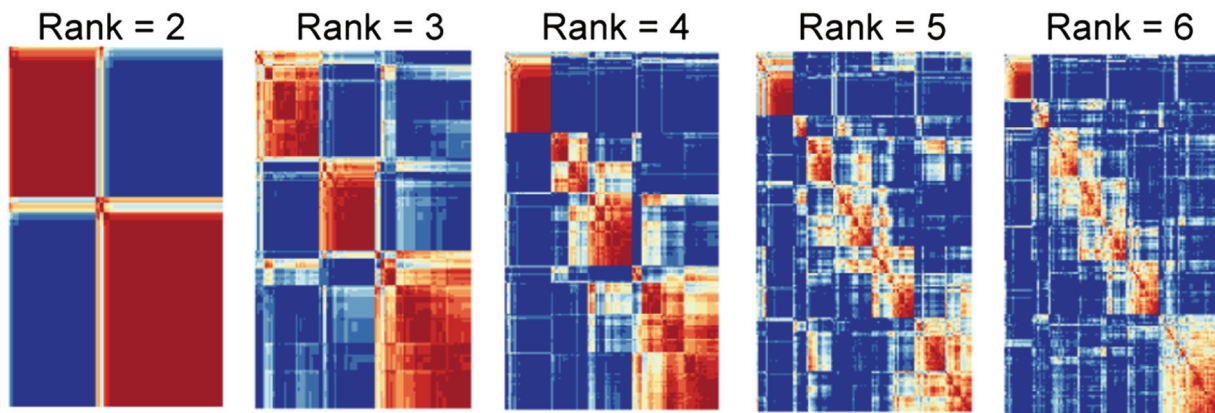 Rank = 2 Rank = 3 Rank = 4 Rank = 5 Rank = 6